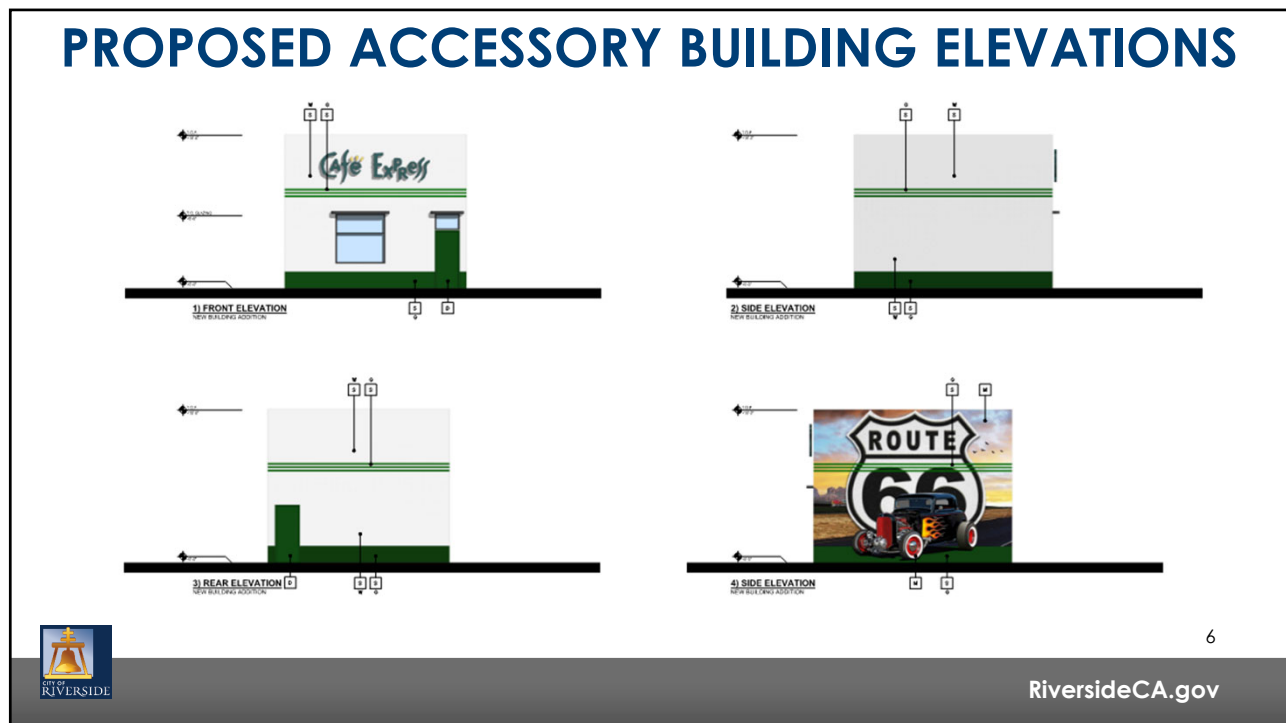 PROPOSED ACCESSORY BUILDING ELEVATIONS
W G
S S
Café Express
1) FRONT ELEVATION
NEW BUILDING ADDITION
S D
G
G W
S S
2) SIDE ELEVATION
NEW BUILDING ADDITION
S S
W G
W G
S S
3) REAR ELEVATION
NEW BUILDING ADDITION
D S S
W G
G
S M
ROUTE
66
4) SIDE ELEVATION
NEW BUILDING ADDITION
M S
G
6
CITY OF
RIVERSIDE
RiversideCA.gov